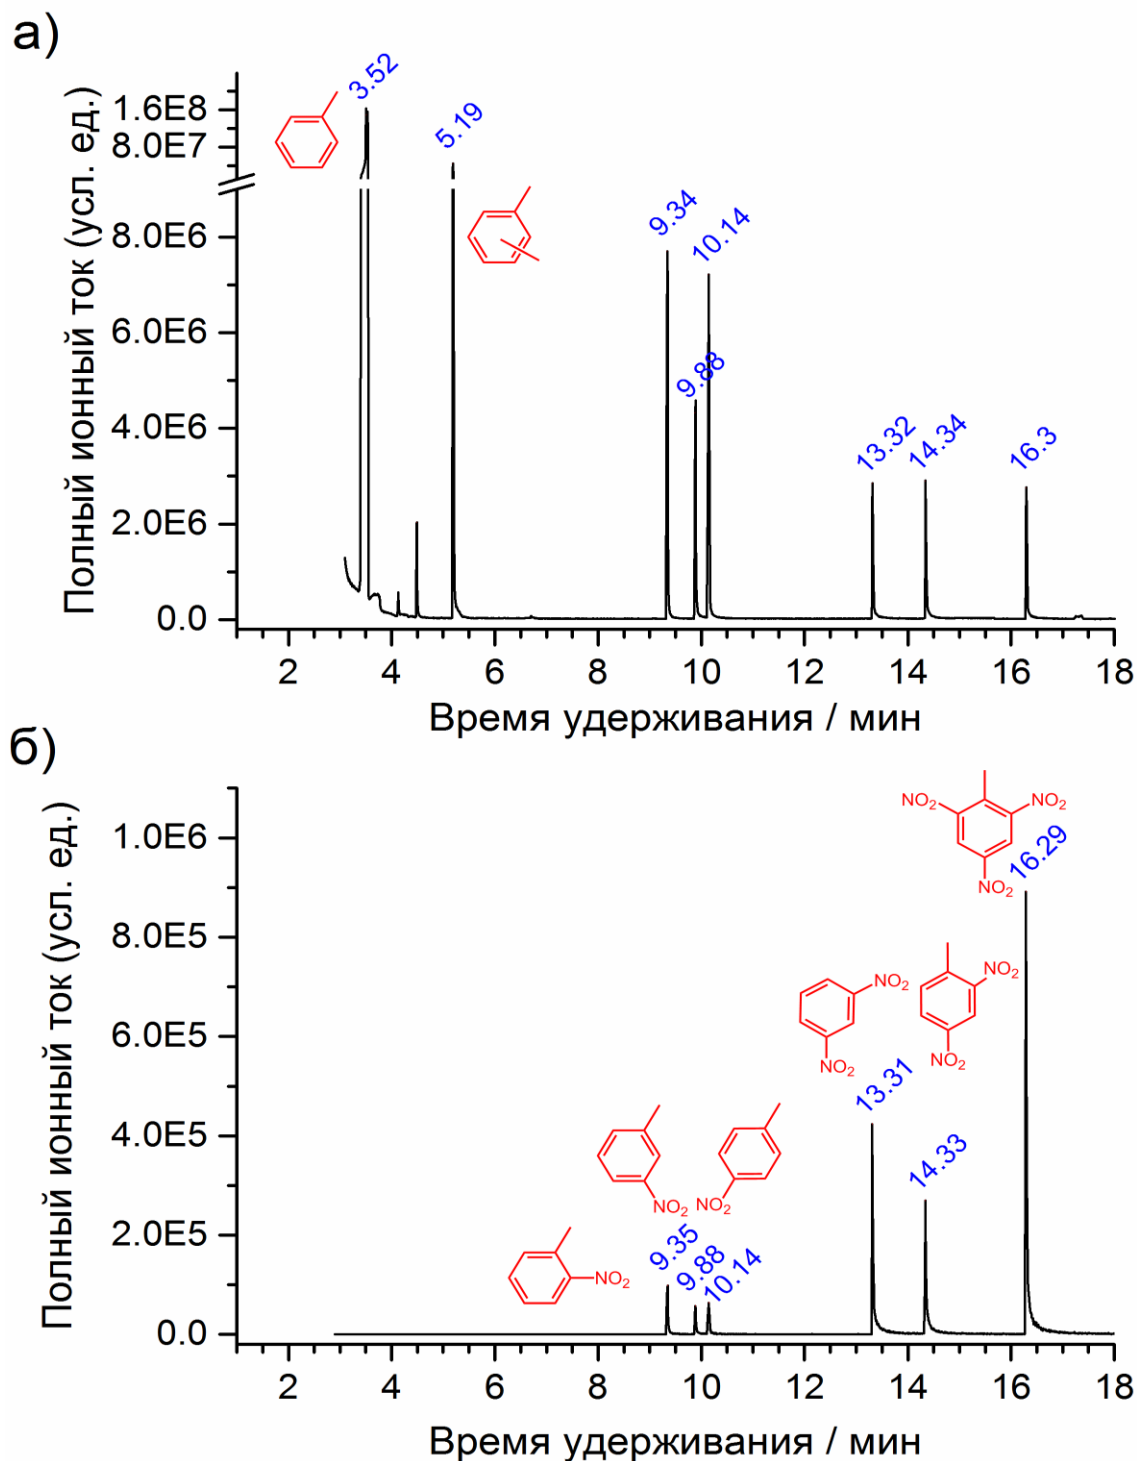 а)
3.52
1.6E8
5.19
8.0E7
9.34
10.14
8.0E6
6.0E6
9.88
4.0E6
13.32
14.34
16.3
2.0E6
0.0
Полный ионный ток (усл. ед.)
2 4 6 8 10 12 14 16 18
Время удерживания / мин
б)
NO2 NO2
NO2
16.29
1.0E6
8.0E5
NO2 NO2
NO2 NO2
6.0E5
13.31
4.0E5
14.33
NO2 NO2
9.35
9.88
10.14
2.0E5
NO2
0.0
Полный ионный ток (усл. ед.)
2 4 6 8 10 12 14 16 18
Время удерживания / мин